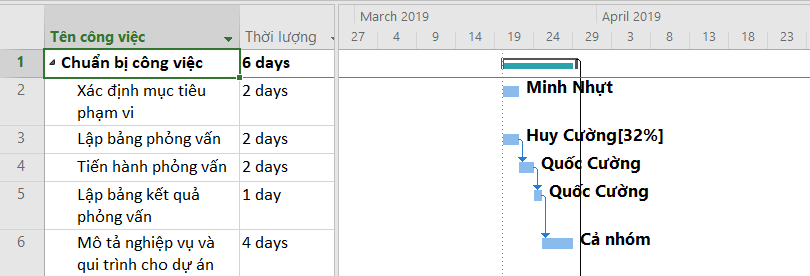 March 2019
April 2019
Tên công việc
Thời lượng
27 4 9 14 19 24 29 3 8 13 18 23
1 Chuẩn bị công việc 6 days
2 Xác định mục tiêu 2 days Minh Nhựt
phạm vi
3 Lập bảng phỏng vấn 2 days Huy Cường[32%]
4 Tiến hành phỏng vấn 2 days Quốc Cường
5 Lập bảng kết quả 1 day Quốc Cường
phỏng vấn
6 Mô tả nghiệp vụ và 4 days Cả nhóm
qui trình cho dự án